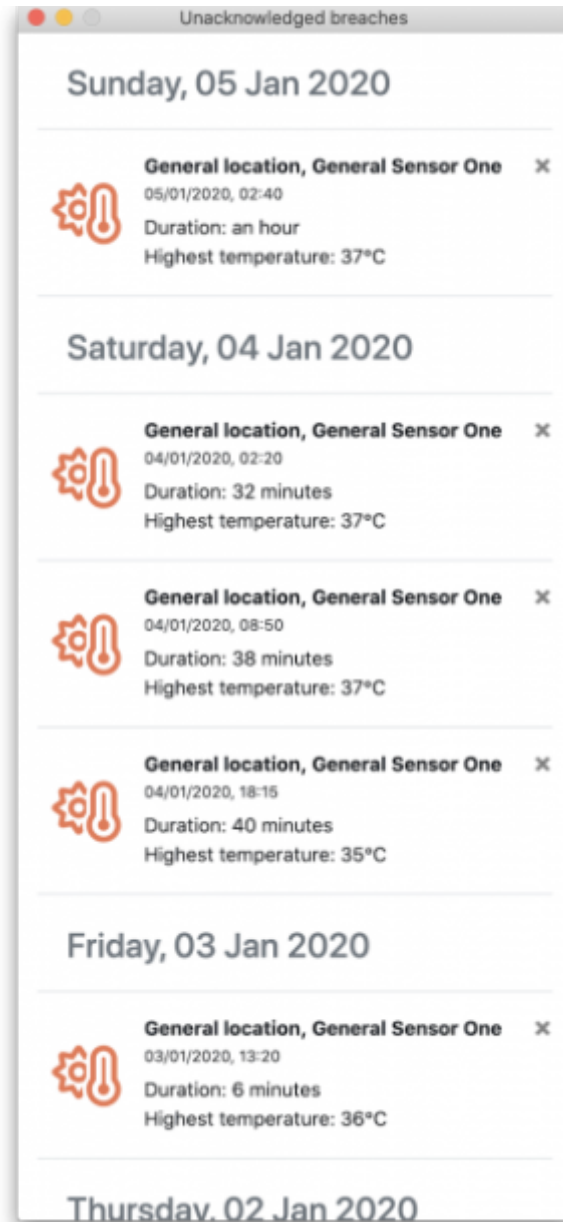 Unacknowledged breaches
Sunday, 05 Jan 2020
General location, General Sensor One
05/01/2020, 02:40
Duration: an hour
Highest temperature: 37°C
Saturday, 04 Jan 2020
General location, General Sensor One
04/01/2020, 02:20
Duration: 32 minutes
Highest temperature: 37°C
General location, General Sensor One
04/01/2020, 08:50
Duration: 38 minutes
Highest temperature: 37°C
General location, General Sensor One
04/01/2020, 18:15
Duration: 40 minutes
Highest temperature: 35°C
Friday, 03 Jan 2020
General location, General Sensor One
03/01/2020, 13:20
Duration: 6 minutes
Highest temperature: 36°C
Thursday, 02 Jan 2020